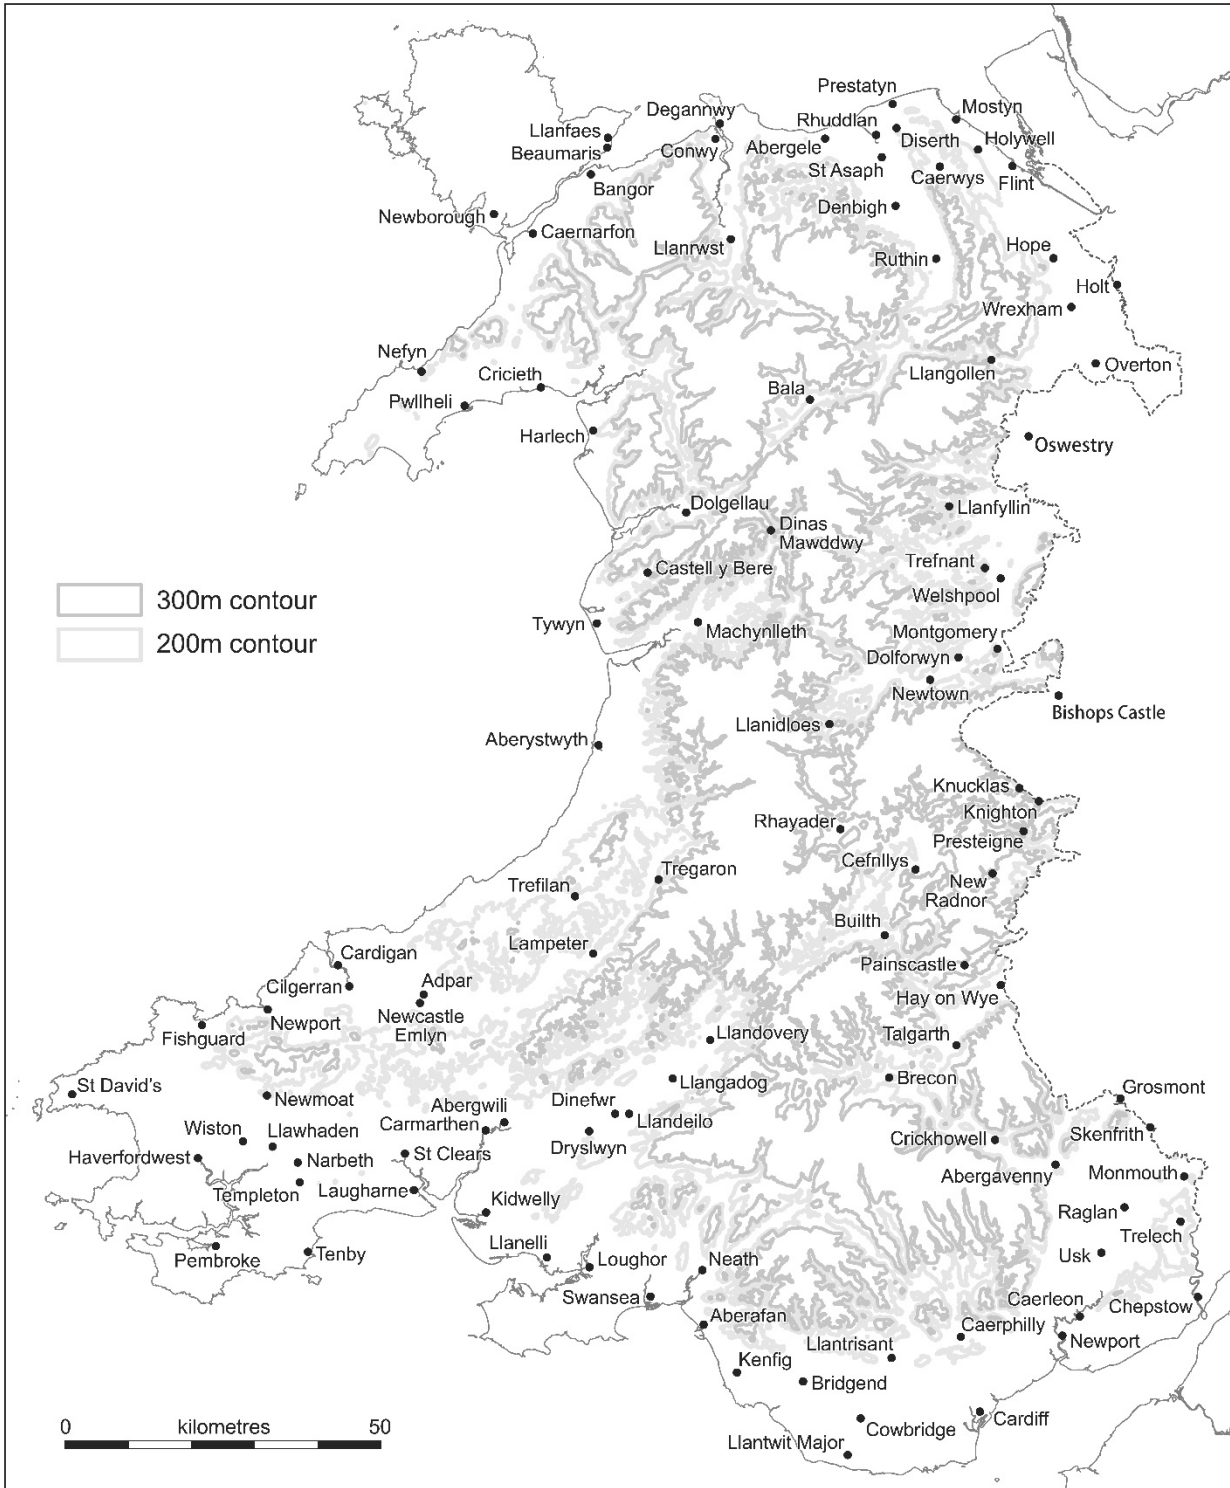 Prestatyn
Degannwy
Mostyn
Rhuddlan
Llanfaes
Diserth
Holywell
Beaumaris
Conwy
Abergele
St Asaph
Caerwys
Flint
Bangor
Denbigh
Newborough
Caernarfon
Llanrwst
Ruthin
Hope
Holt
Wrexham
Nefyn
Cricieth
Llangollen
Overton
Bala
Pwllheli
Harlech
Oswestry
Dolgellau
Llanfyllin
Dinas
Mawddwy
Trefnant
Castell y Bere
Welshpool
300m contour
200m contour
Tywyn
Machynlleth
Montgomery
Dolforwyn
Newtown
Bishops Castle
Llanidloes
Aberystwyth
Knucklas
Knighton
Rhayader
Presteigne
Cefnllys
Tregaron
New
Radnor
Trefilan
Builth
Lampeter
Cardigan
Painscastle
Cilgerran
Adpar
Hay on Wye
Newport
Newcastle
Emlyn
Fishguard
Llandovery
Talgarth
St David's
Llangadog
Brecon
Newmoat
Grosmont
Abergwili
Dinefwr
Llandeilo
Wiston
Llawhaden
Carmarthen
Skenfrith
Crickhowell
Dryslwyn
Haverfordwest
Narbeth
St Clears
Abergavenny
Monmouth
Templeton
Laugharne
Kidwelly
Raglan
Trelech
Pembroke
Tenby
Llanelli
Loughor
Neath
Usk
Swansea
Caerleon
Chepstow
Aberafan
Caerphilly
Newport
Llantrisant
Kenfig
Bridgend
Cardiff
Cowbridge
Llantwit Major
0 kilometres 50